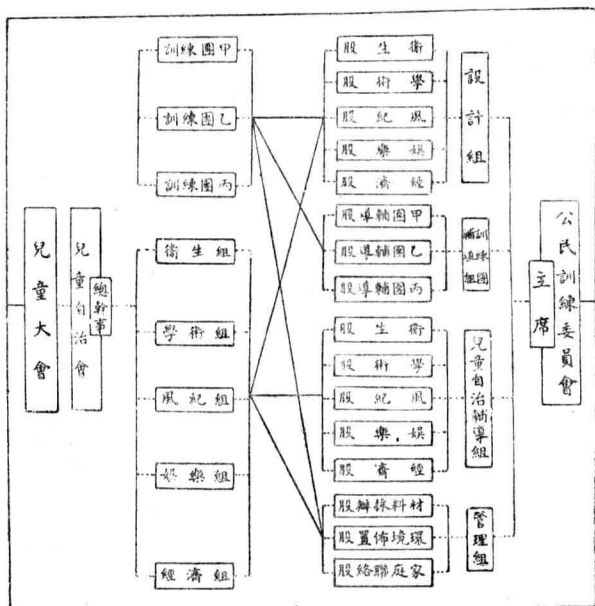 公民訓練委員會
主席
設計組
衛生股
學術股
風紀股
娛樂股
經濟股
訓練團
輔導組
甲團輔導股
乙團輔導股
丙團輔導股
兒童自治輔導組
衛生股
學術股
風紀股
娛樂股
經濟股
管理組
材料採辦股
環境佈置股
家庭聯絡股
訓練團甲
訓練團乙
訓練團丙
衛生組
學術組
風紀組
娛樂組
經濟組
總幹事
兒童自治會
兒童大會